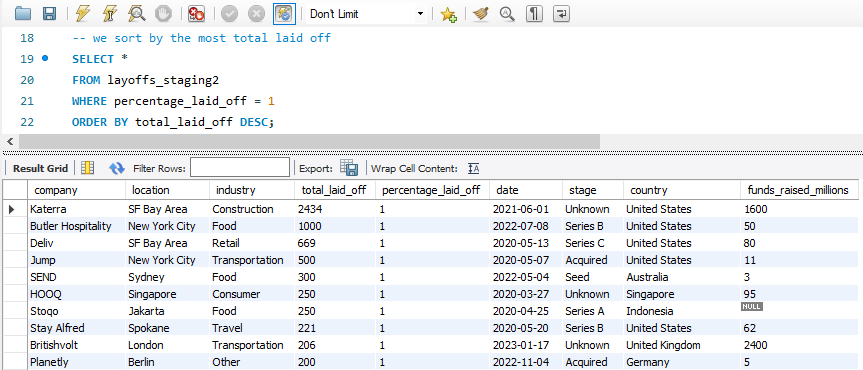 Don't Limit
18 -- we sort by the most total laid off
19 SELECT *
20 FROM layoffs_staging2
21 WHERE percentage_laid_off = 1
22 ORDER BY total_laid_off DESC;
Result Grid Filter Rows: Export: Wrap Cell Content: IA
company location industry total_laid_off percentage_laid_off date stage country funds_raised_millions
Katerra SF Bay Area Construction 2434 1 2021-06-01 Unknown United States 1600
Butler Hospitality New York City Food 1000 1 2022-07-08 Series B United States 50
Deliv SF Bay Area Retail 669 1 2020-05-13 Series C United States 80
Jump New York City Transportation 500 1 2020-05-07 Acquired United States 11
SEND Sydney Food 300 1 2022-05-04 Seed Australia 3
HOOQ Singapore Consumer 250 1 2020-03-27 Unknown Singapore 95
Stoqo Jakarta Food 250 1 2020-04-25 Series A Indonesia NULL
Stay Alfred Spokane Travel 221 1 2020-05-20 Series B United States 62
Britishvolt London Transportation 206 1 2023-01-17 Unknown United Kingdom 2400
Planetly Berlin Other 200 1 2022-11-04 Acquired Germany 5